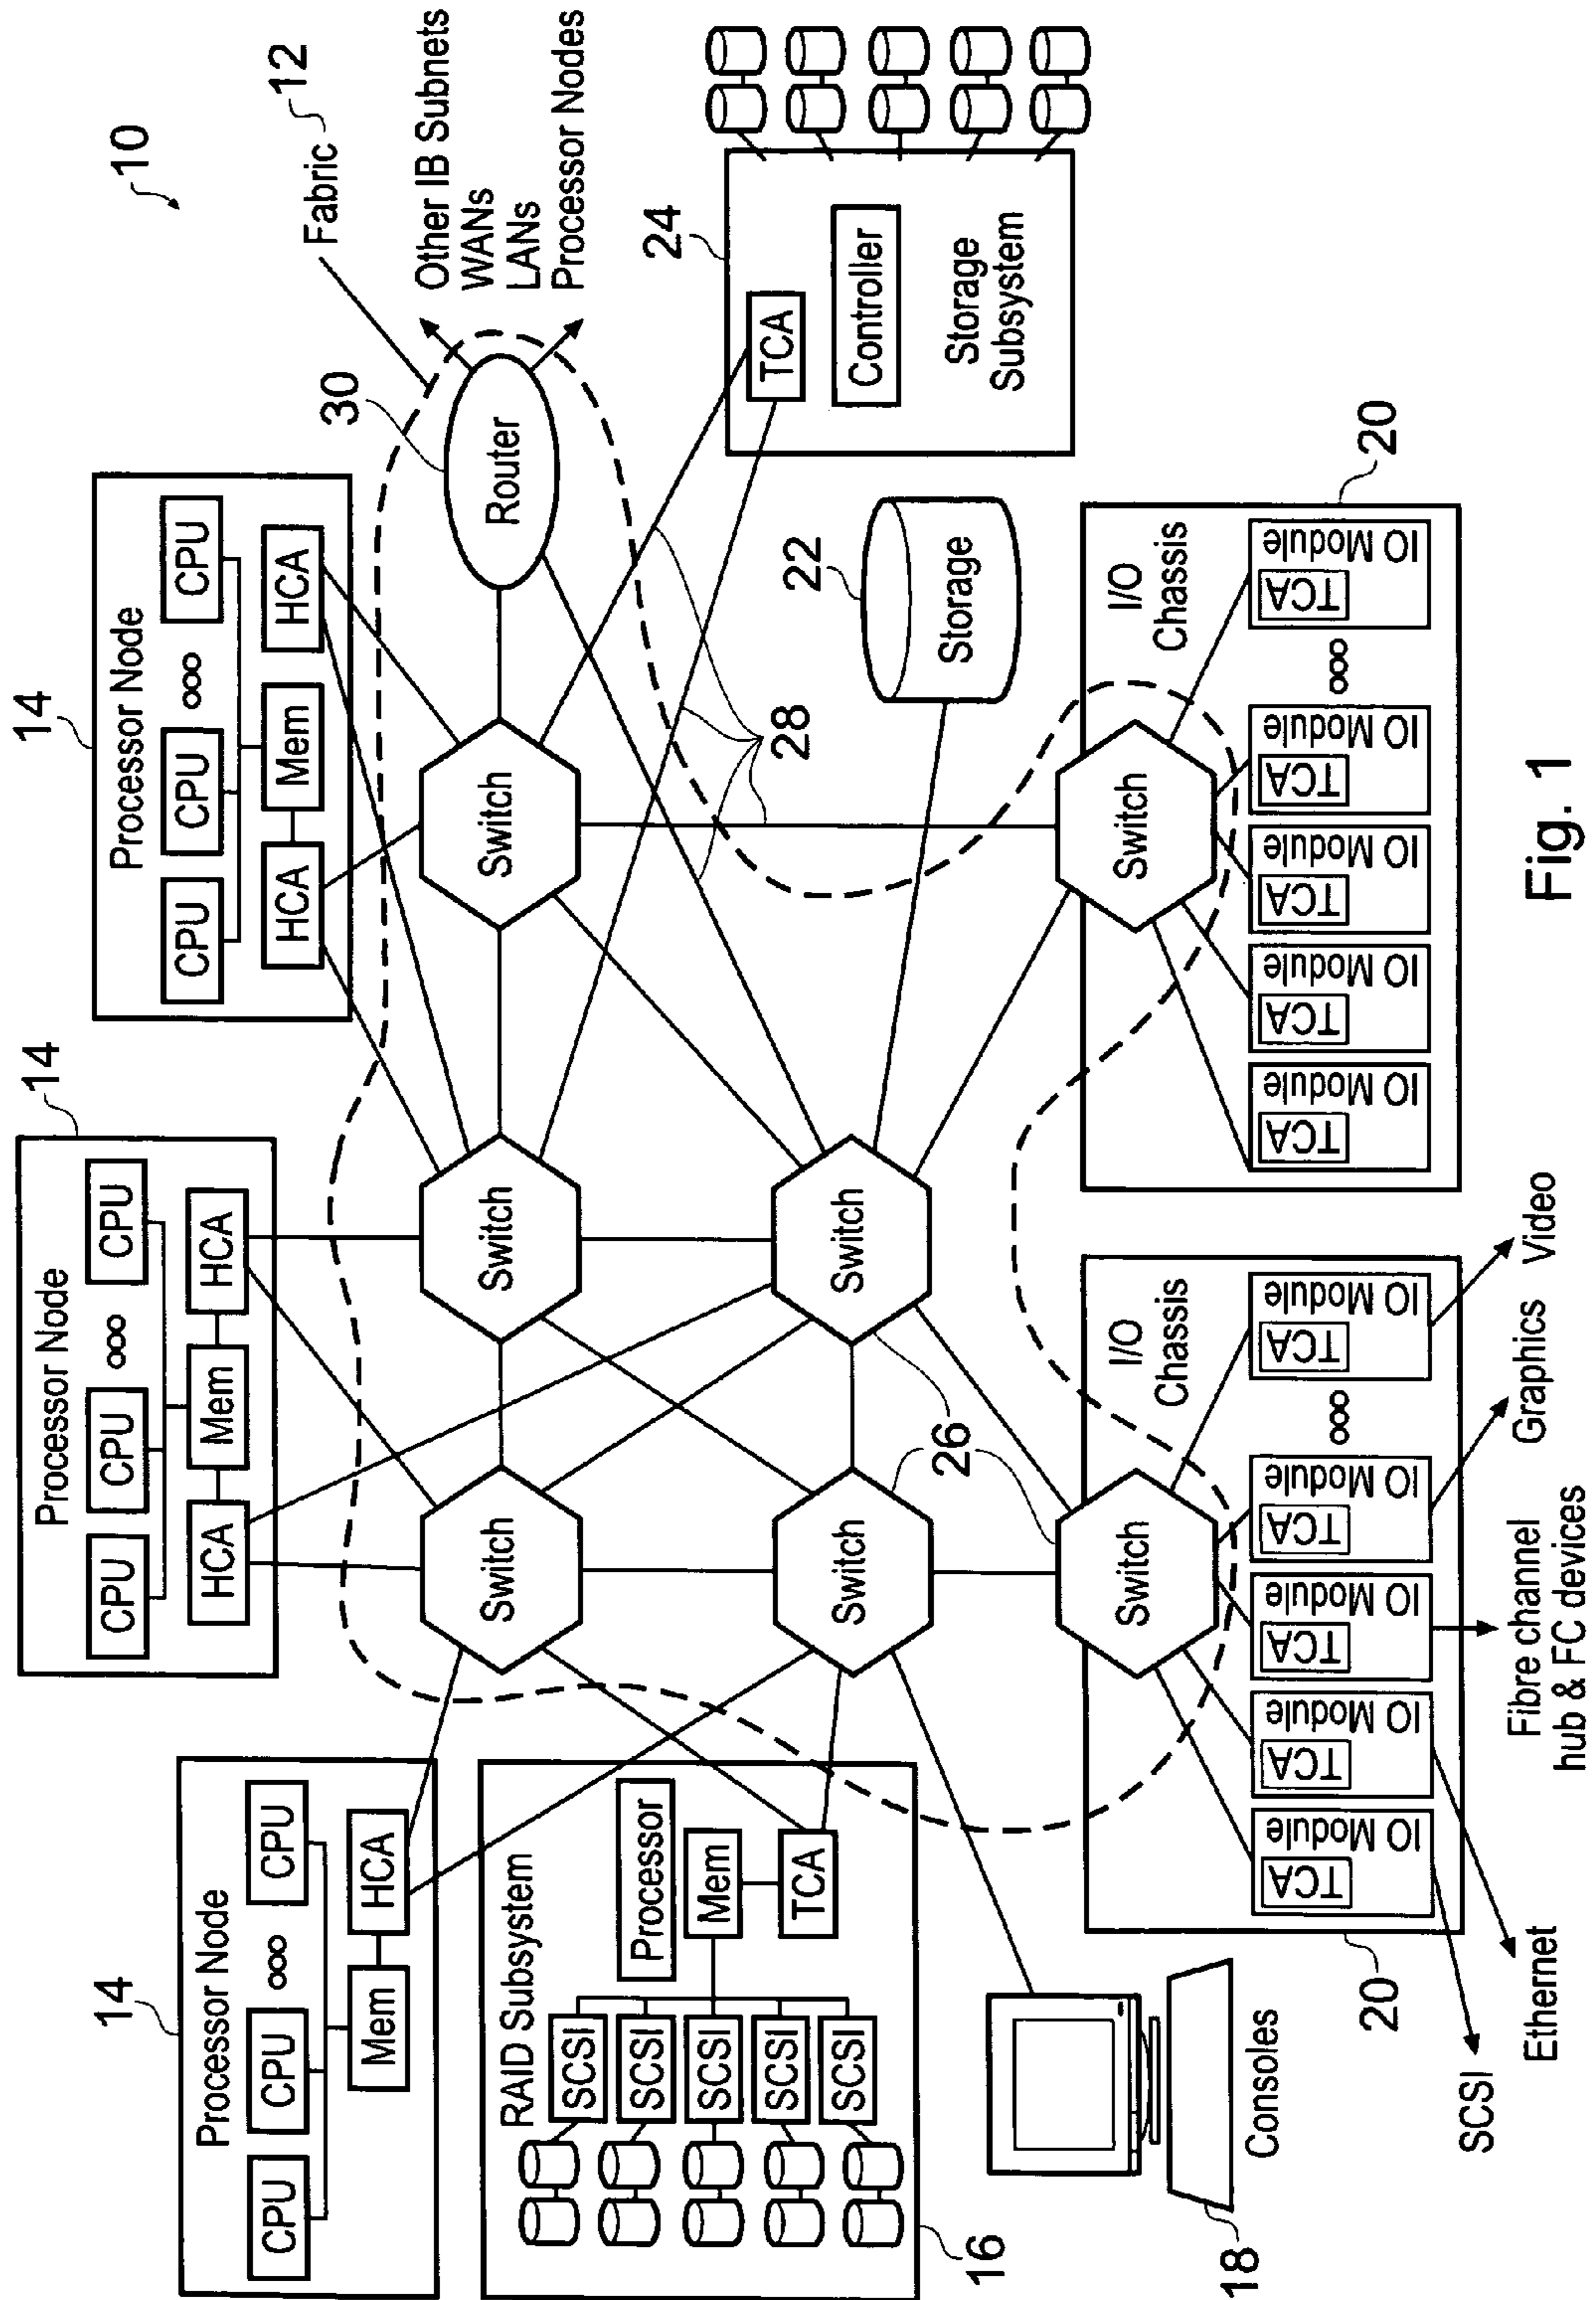 10
Fabric 12
Other IB Subnets
WANs
LANs
Processor Nodes
14
Processor Node
CPU
CPU
CPU
HCA
Mem
HCA
14
Processor Node
CPU
CPU
CPU
HCA
Mem
HCA
14
Processor Node
CPU
CPU
CPU
Mem
HCA
30
Router
Switch
Switch
Switch
RAID Subsystem
Processor
SCSI
SCSI
SCSI
SCSI
SCSI
Mem
TCA
16
Switch
Switch
26
28
22
Storage
24
TCA
Controller
Storage
Subsystem
Consoles
18
Switch
I/O
Chassis
TCA
IO Module
TCA
IO Module
TCA
IO Module
TCA
IO Module
TCA
IO Module
20
SCSI
Ethernet
Fibre channel
hub & FC devices
Graphics
Video
Switch
I/O
Chassis
TCA
IO Module
TCA
IO Module
TCA
IO Module
TCA
IO Module
TCA
IO Module
20
Fig. 1